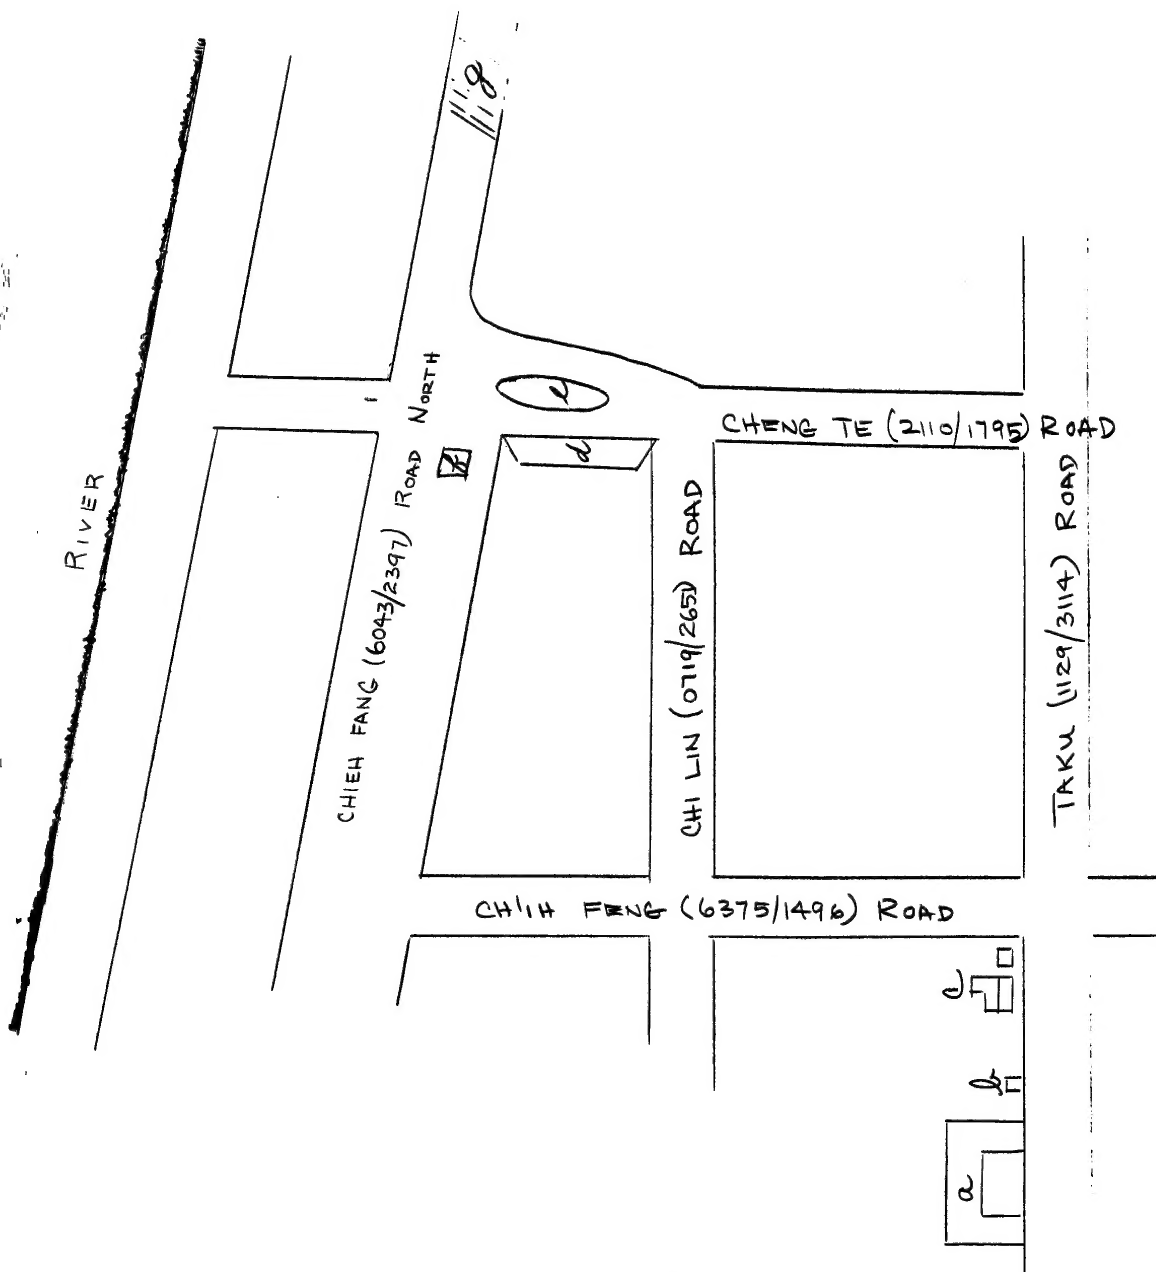 g
RIVER
CHIEH FANG (6043/2397) ROAD NORTH
f
e
d
CHENG TE (2110/1795) ROAD
CHI LIN (0719/2651) ROAD
TAKU (1129/3114) ROAD
CH'IH FENG (6375/1496) ROAD
c
b
a